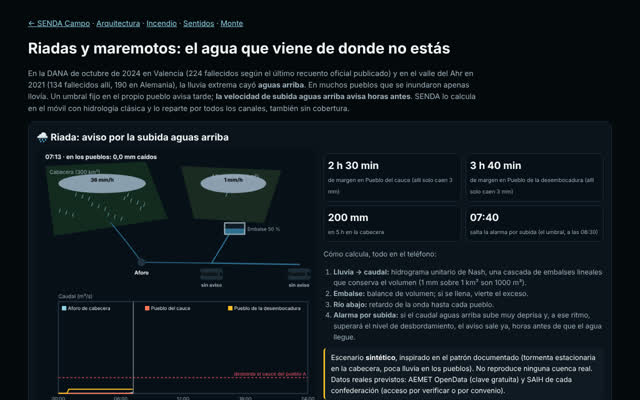 ← SENDA Campo · Arquitectura · Incendio · Sentidos · Monte
Riadas y maremotos: el agua que viene de donde no estás
En la DANA de octubre de 2024 en Valencia (224 fallecidos según el último recuento oficial publicado) y en el valle del Ahr en
2021 (134 fallecidos allí, 190 en Alemania), la lluvia extrema cayó aguas arriba. En muchos pueblos que se inundaron apenas
llovía. Un umbral fijo en el propio pueblo avisa tarde; la velocidad de subida aguas arriba avisa horas antes. SENDA lo calcula
en el móvil con hidrología clásica y lo reparte por todos los canales, también sin cobertura.
🌧️ Riada: aviso por la subida aguas arriba
07:13 · en los pueblos: 0,0 mm caídos
Cabecera (300 km²)
36 mm/h
1 mm/h
Embalse 50 %
Aforo
sin aviso
sin aviso
Caudal (m³/s)
Aforo de cabecera
Pueblo del cauce
Pueblo de la desembocadura
desborda el cauce del pueblo A
00:00
06:00
18:00
24:00
2 h 30 min
de margen en Pueblo del cauce (allí solo caen 3
mm)
3 h 40 min
de margen en Pueblo de la desembocadura (allí
solo caen 3 mm)
200 mm
en 5 h en la cabecera
07:40
salta la alarma por subida (el umbral, a las 08:30)
Cómo calcula, todo en el teléfono:
1. Lluvia → caudal: hidrograma unitario de Nash, una cascada de embalses lineales
que conserva el volumen (1 mm sobre 1 km² son 1000 m³).
2. Embalse: balance de volumen; si se llena, vierte el exceso.
3. Río abajo: retardo de la onda hasta cada pueblo.
4. Alarma por subida: si el caudal aguas arriba sube muy deprisa y, a ese ritmo,
superará el nivel de desbordamiento, el aviso sale ya, horas antes de que el agua
llegue.
Escenario sintético, inspirado en el patrón documentado (tormenta estacionaria
en la cabecera, poca lluvia en los pueblos). No reproduce ninguna cuenca real.
Datos reales previstos: AEMET OpenData (clave gratuita) y SAIH de cada
confederación (acceso por verificar o por convenio).